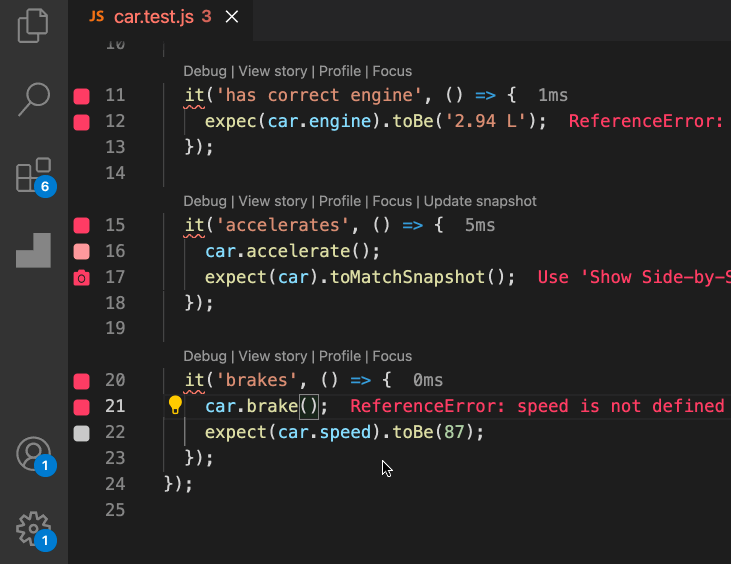 JS car.test.js 3
10
Debug | View story | Profile | Focus
11 it('has correct engine', () => { 1ms
12 expec(car.engine).toBe('2.94 L'); ReferenceError:
13 });
14
Debug | View story | Profile | Focus | Update snapshot
15 it('accelerates', () => { 5ms
16 car.accelerate();
17 expect(car).toMatchSnapshot(); Use 'Show Side-by-S
18 });
19
Debug | View story | Profile | Focus
20 it('brakes', () => { 0ms
21 car.brake(); ReferenceError: speed is not defined
22 expect(car.speed).toBe(87);
23 });
24 });
25
6
1
1